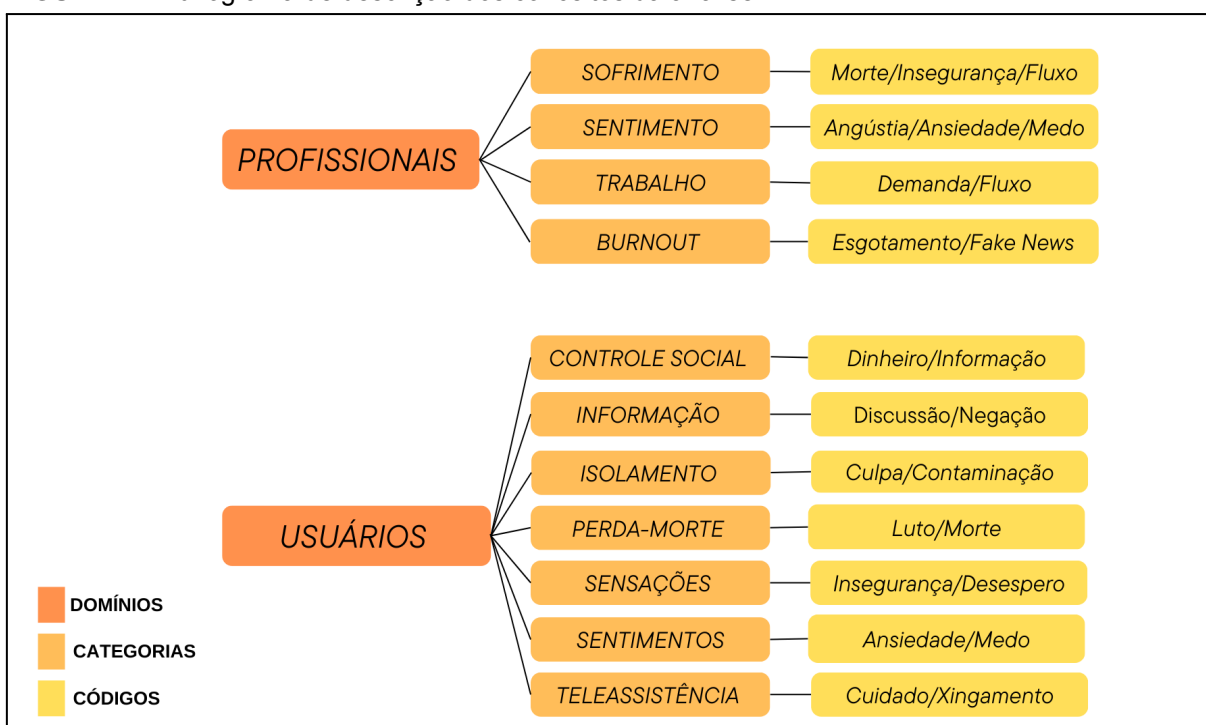 PROFISSIONAIS
SOFRIMENTO
Morte/Insegurança/Fluxo
SENTIMENTO
Angústia/Ansiedade/Medo
TRABALHO
Demanda/Fluxo
BURNOUT
Esgotamento/Fake News
USUÁRIOS
CONTROLE SOCIAL
Dinheiro/Informação
INFORMAÇÃO
Discussão/Negação
ISOLAMENTO
Culpa/Contaminação
PERDA-MORTE
Luto/Morte
SENSAÇÕES
Insegurança/Desespero
SENTIMENTOS
Ansiedade/Medo
TELEASSISTÊNCIA
Cuidado/Xingamento
DOMÍNIOS
CATEGORIAS
CÓDIGOS